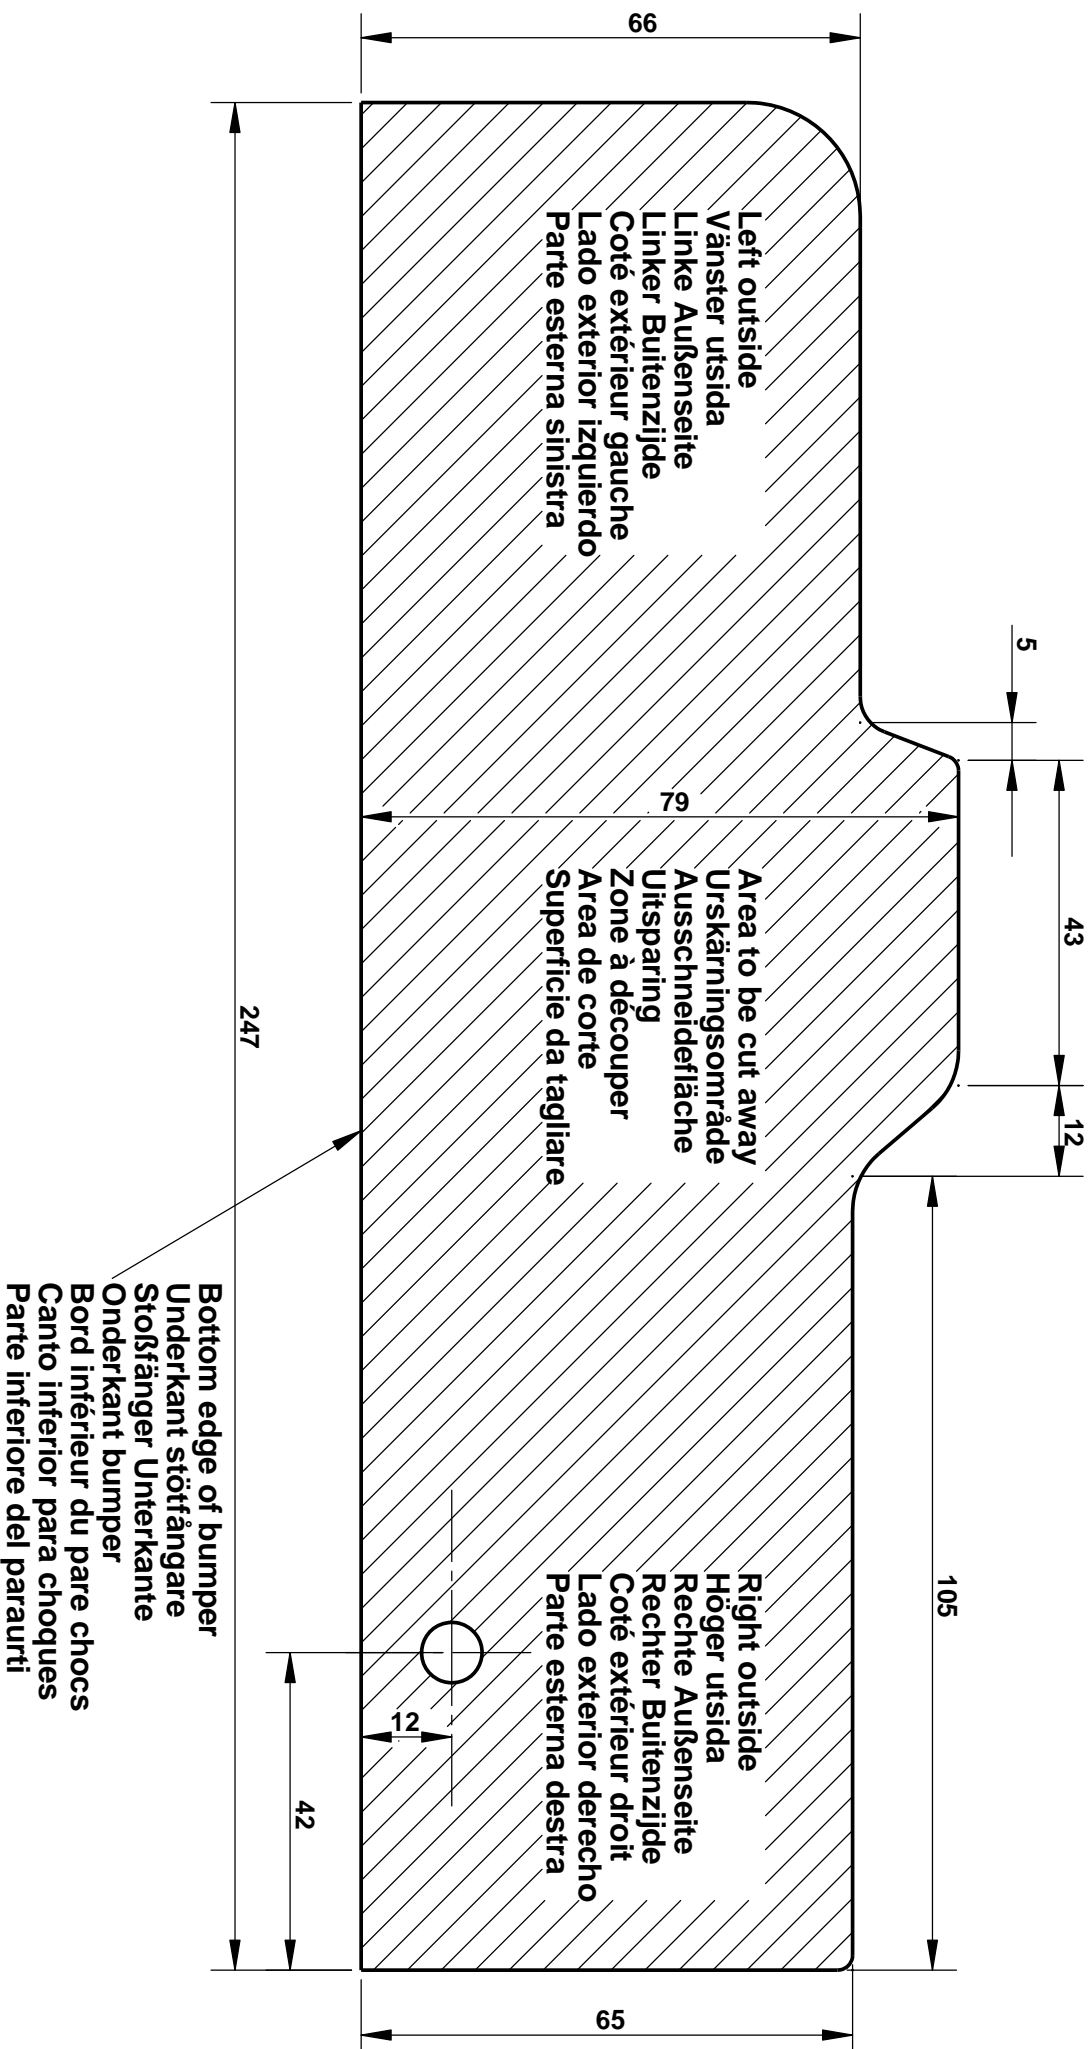 66
Left outside
Vänster utsida
Linke Außenseite
Linker Buitenzijde
Coté extérieur gauche
Lado exterior izquierdo
Parte esterna sinistra
5
43
12
79
Area to be cut away
Urskärningsområde
Ausschneidefläche
Uitsparing
Zone à découper
Area de corte
Superficie da tagliare
105
Right outside
Höger utsida
Rechte Außenseite
Rechter Buitenzijde
Coté extérieur droit
Lado exterior derecho
Parte esterna destra
12
42
65
247
Bottom edge of bumper
Underkant stötfångare
Stoßfänger Unterkante
Onderkant bumper
Bord inférieur du pare chocs
Canto inferior para choques
Parte inferiore del paraurti